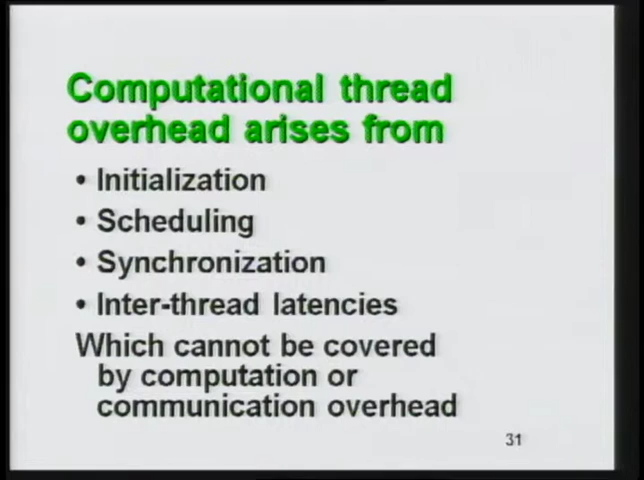 Computational thread
overhead arises from
• Initialization
• Scheduling
• Synchronization
• Inter-thread latencies
Which cannot be covered
by computation or
communication overhead
31